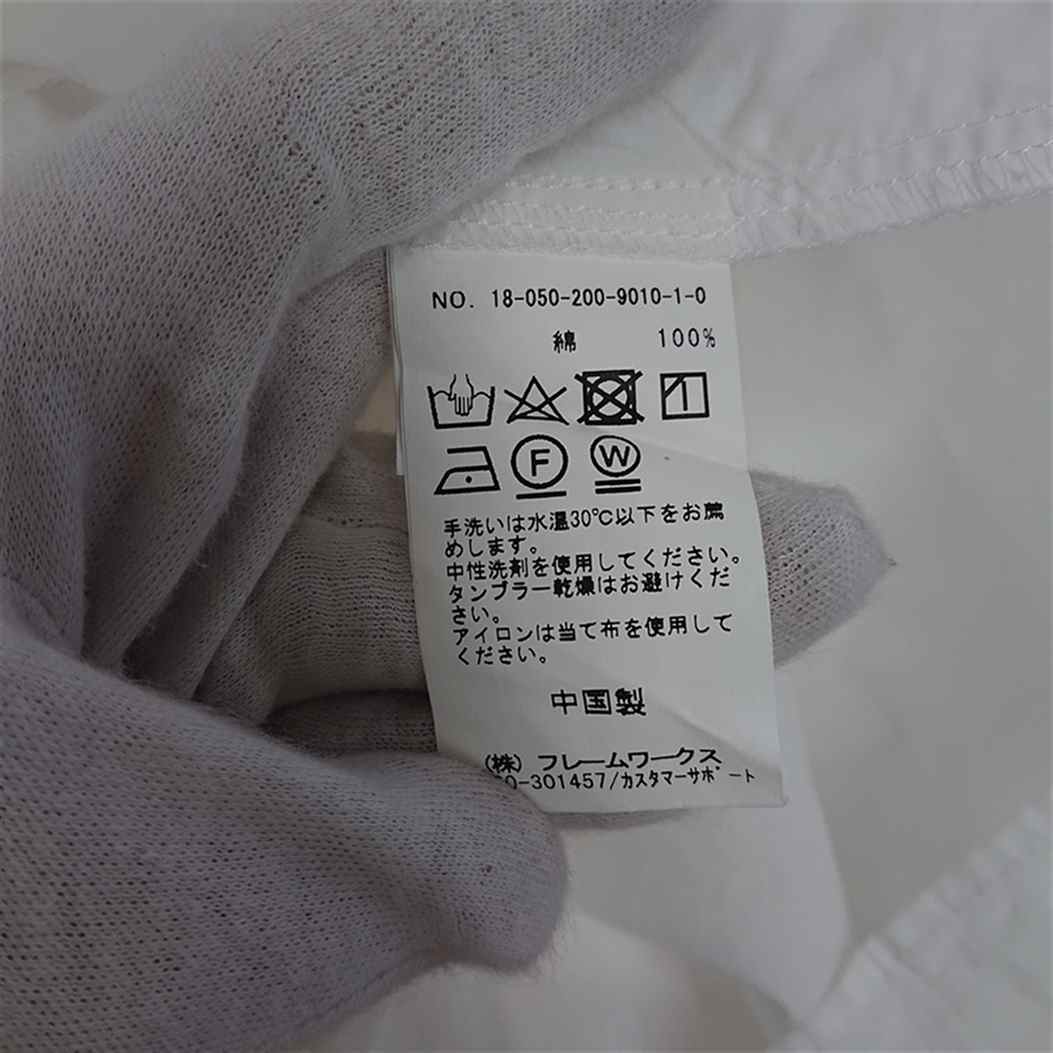 NO. 18-050-200-9010-1-0
綿 100%
F W
手洗いは水温30℃以下をお薦
めします。
中性洗剤を使用してください。
タンブラー乾燥はお避けくだ
さい。
アイロンは当て布を使用して
ください。
中国製
(株) フレームワークス
0-301457/カスタマーサポート